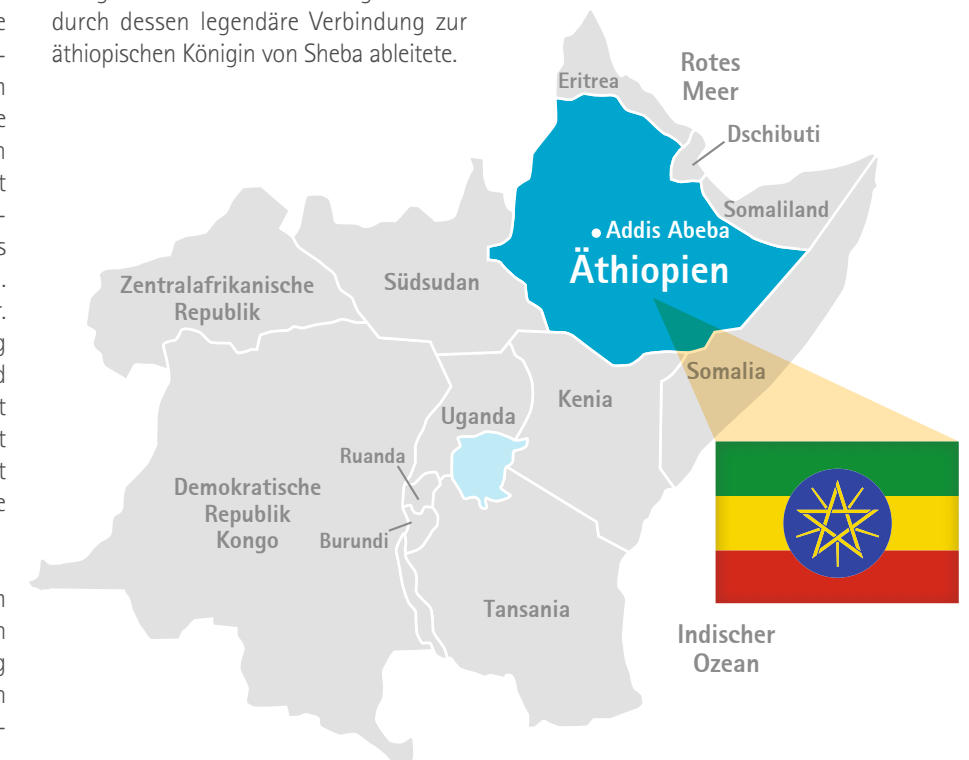 e
durch dessen legendäre Verbindung zur
-
äthiopischen Königin von Sheba ableitete.
n
e
n
t
-
s
.
r.
g
d
t
t
t
e
n
n
g
n
-
Eritrea
Rotes
Meer
Dschibuti
Somaliland
Addis Abeba
Äthiopien
Zentralafrikanische
Republik
Südsudan
Somalia
Kenia
Uganda
Ruanda
Demokratische
Republik
Kongo
Burundi
Tansania
Indischer
Ozean